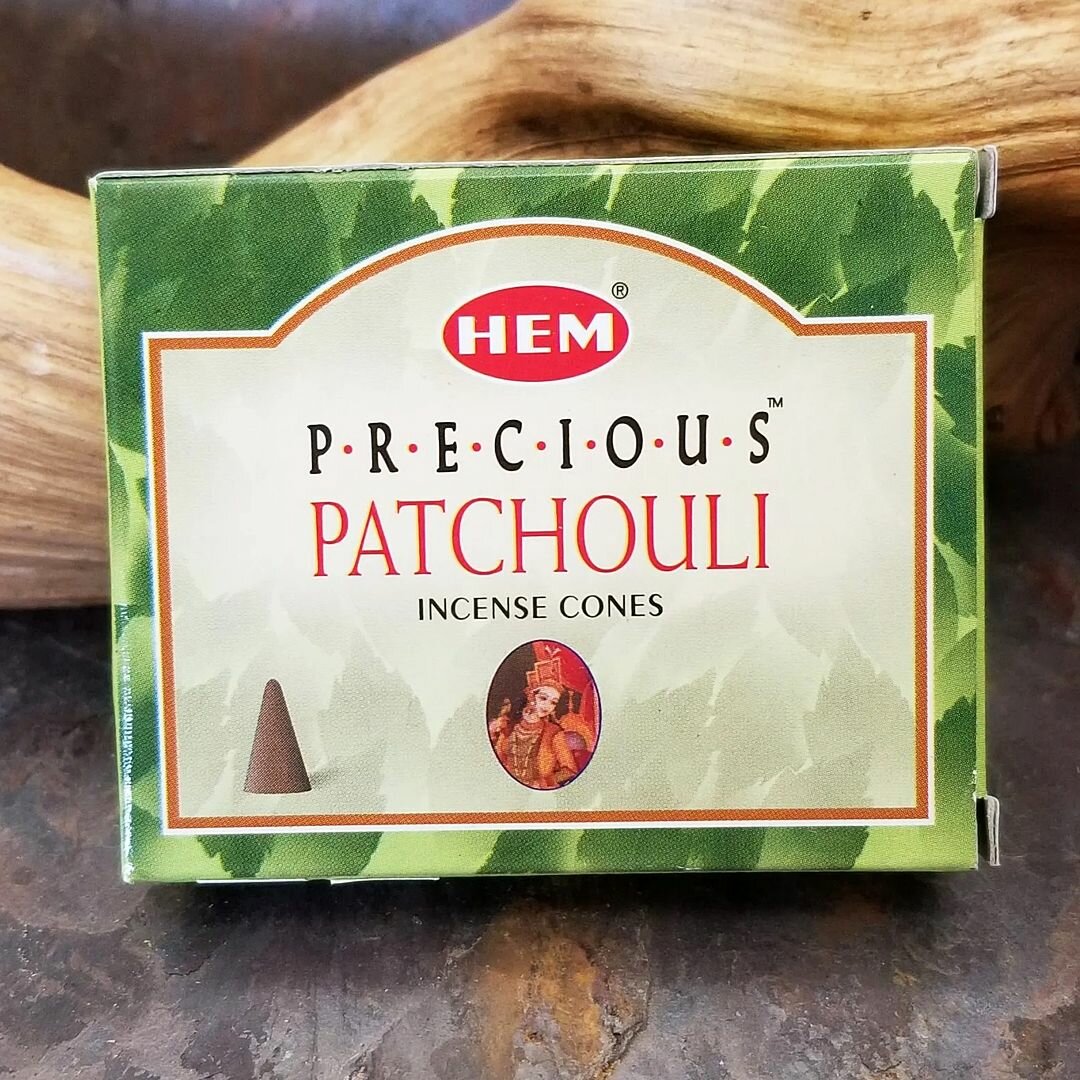 HEM®
P·R·E·C·I·O·U·S™
PATCHOULI
INCENSE CONES